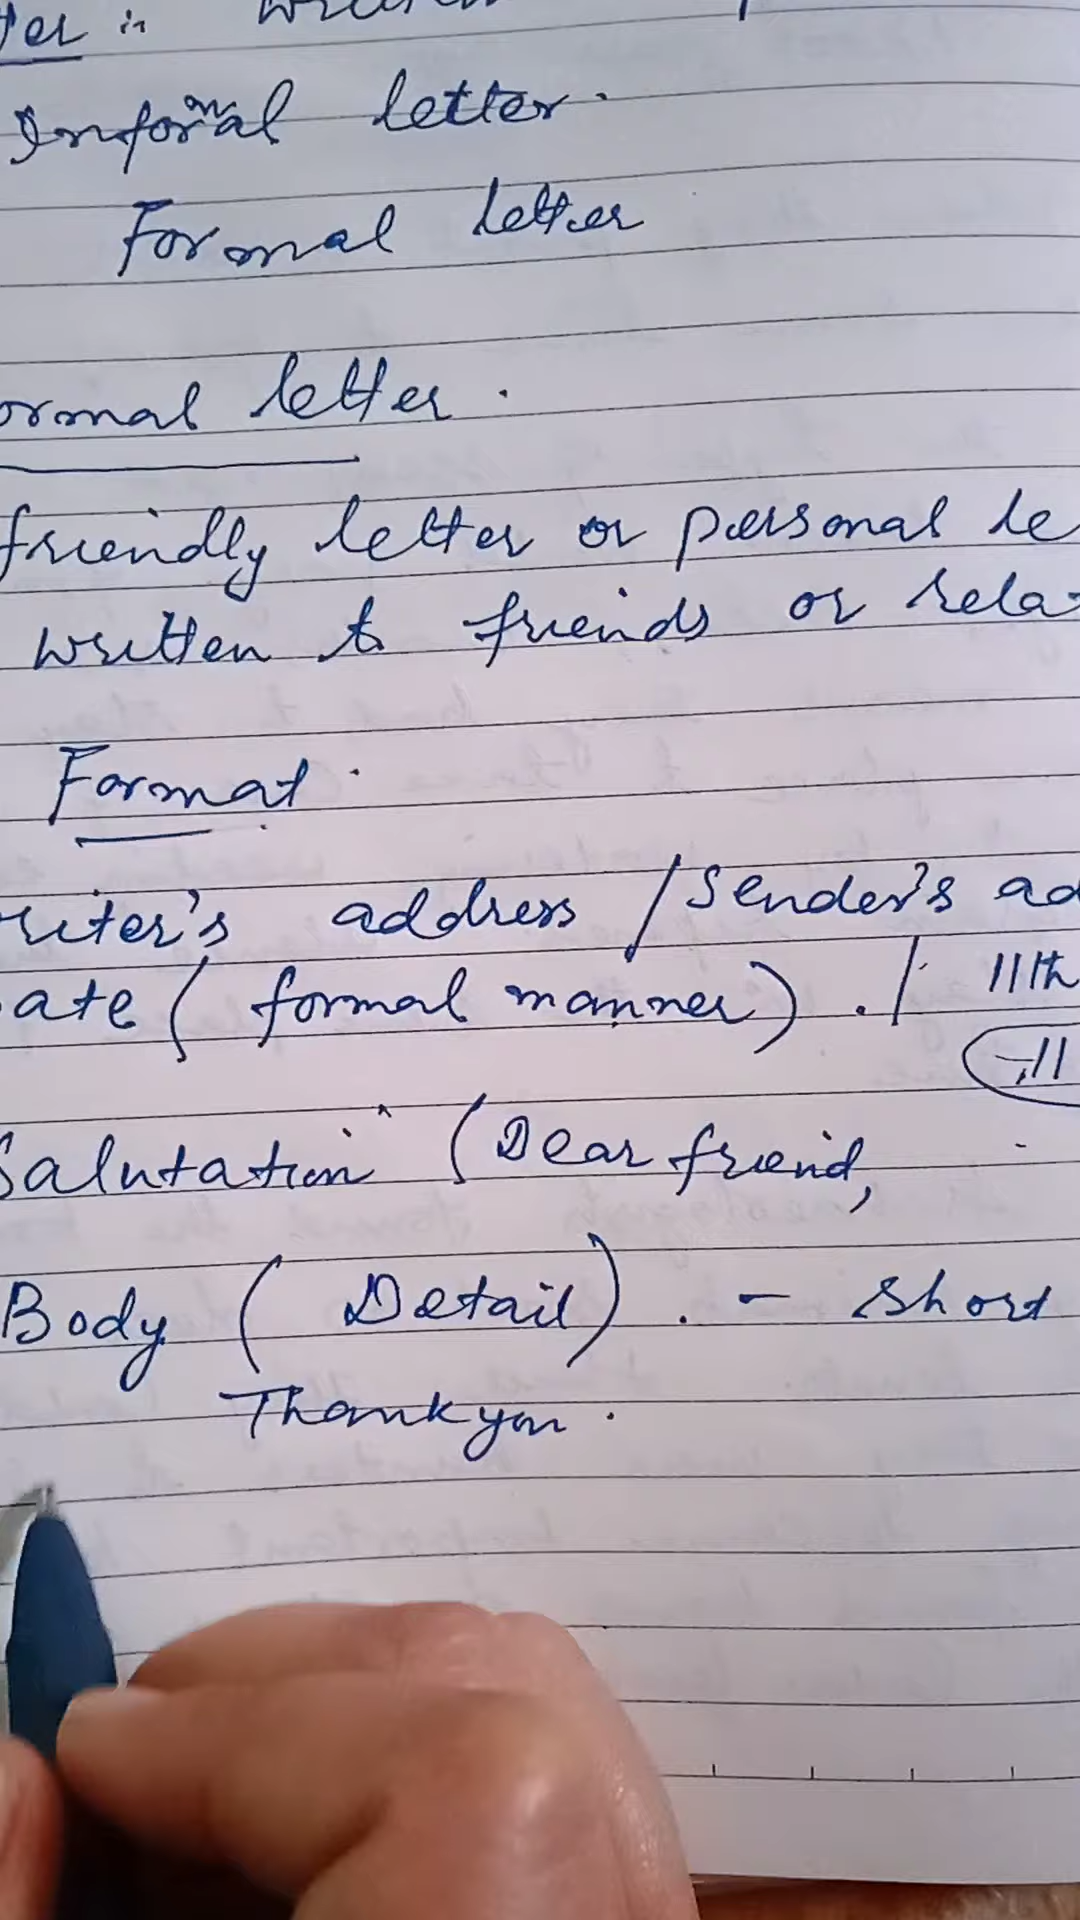 Informal letter.
Formal letter
ormal letter.
friendly letter or personal le
written to friends or rela
Format.
riter's address / Sender's ad
ate (formal manner). / 11th
11
Salutation (Dear friend,
Body (Detail). - short
Thank you.